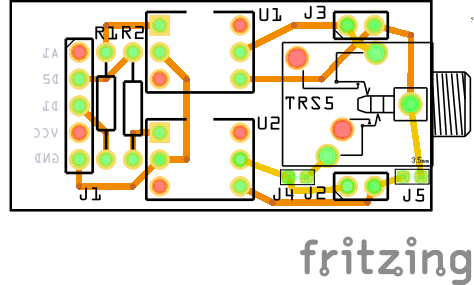 U1
J3
R1R2
A1
D2
D1
VCC
GND
TRS5
U2
3.5mm
J1
J4
J2
J5
fritzing